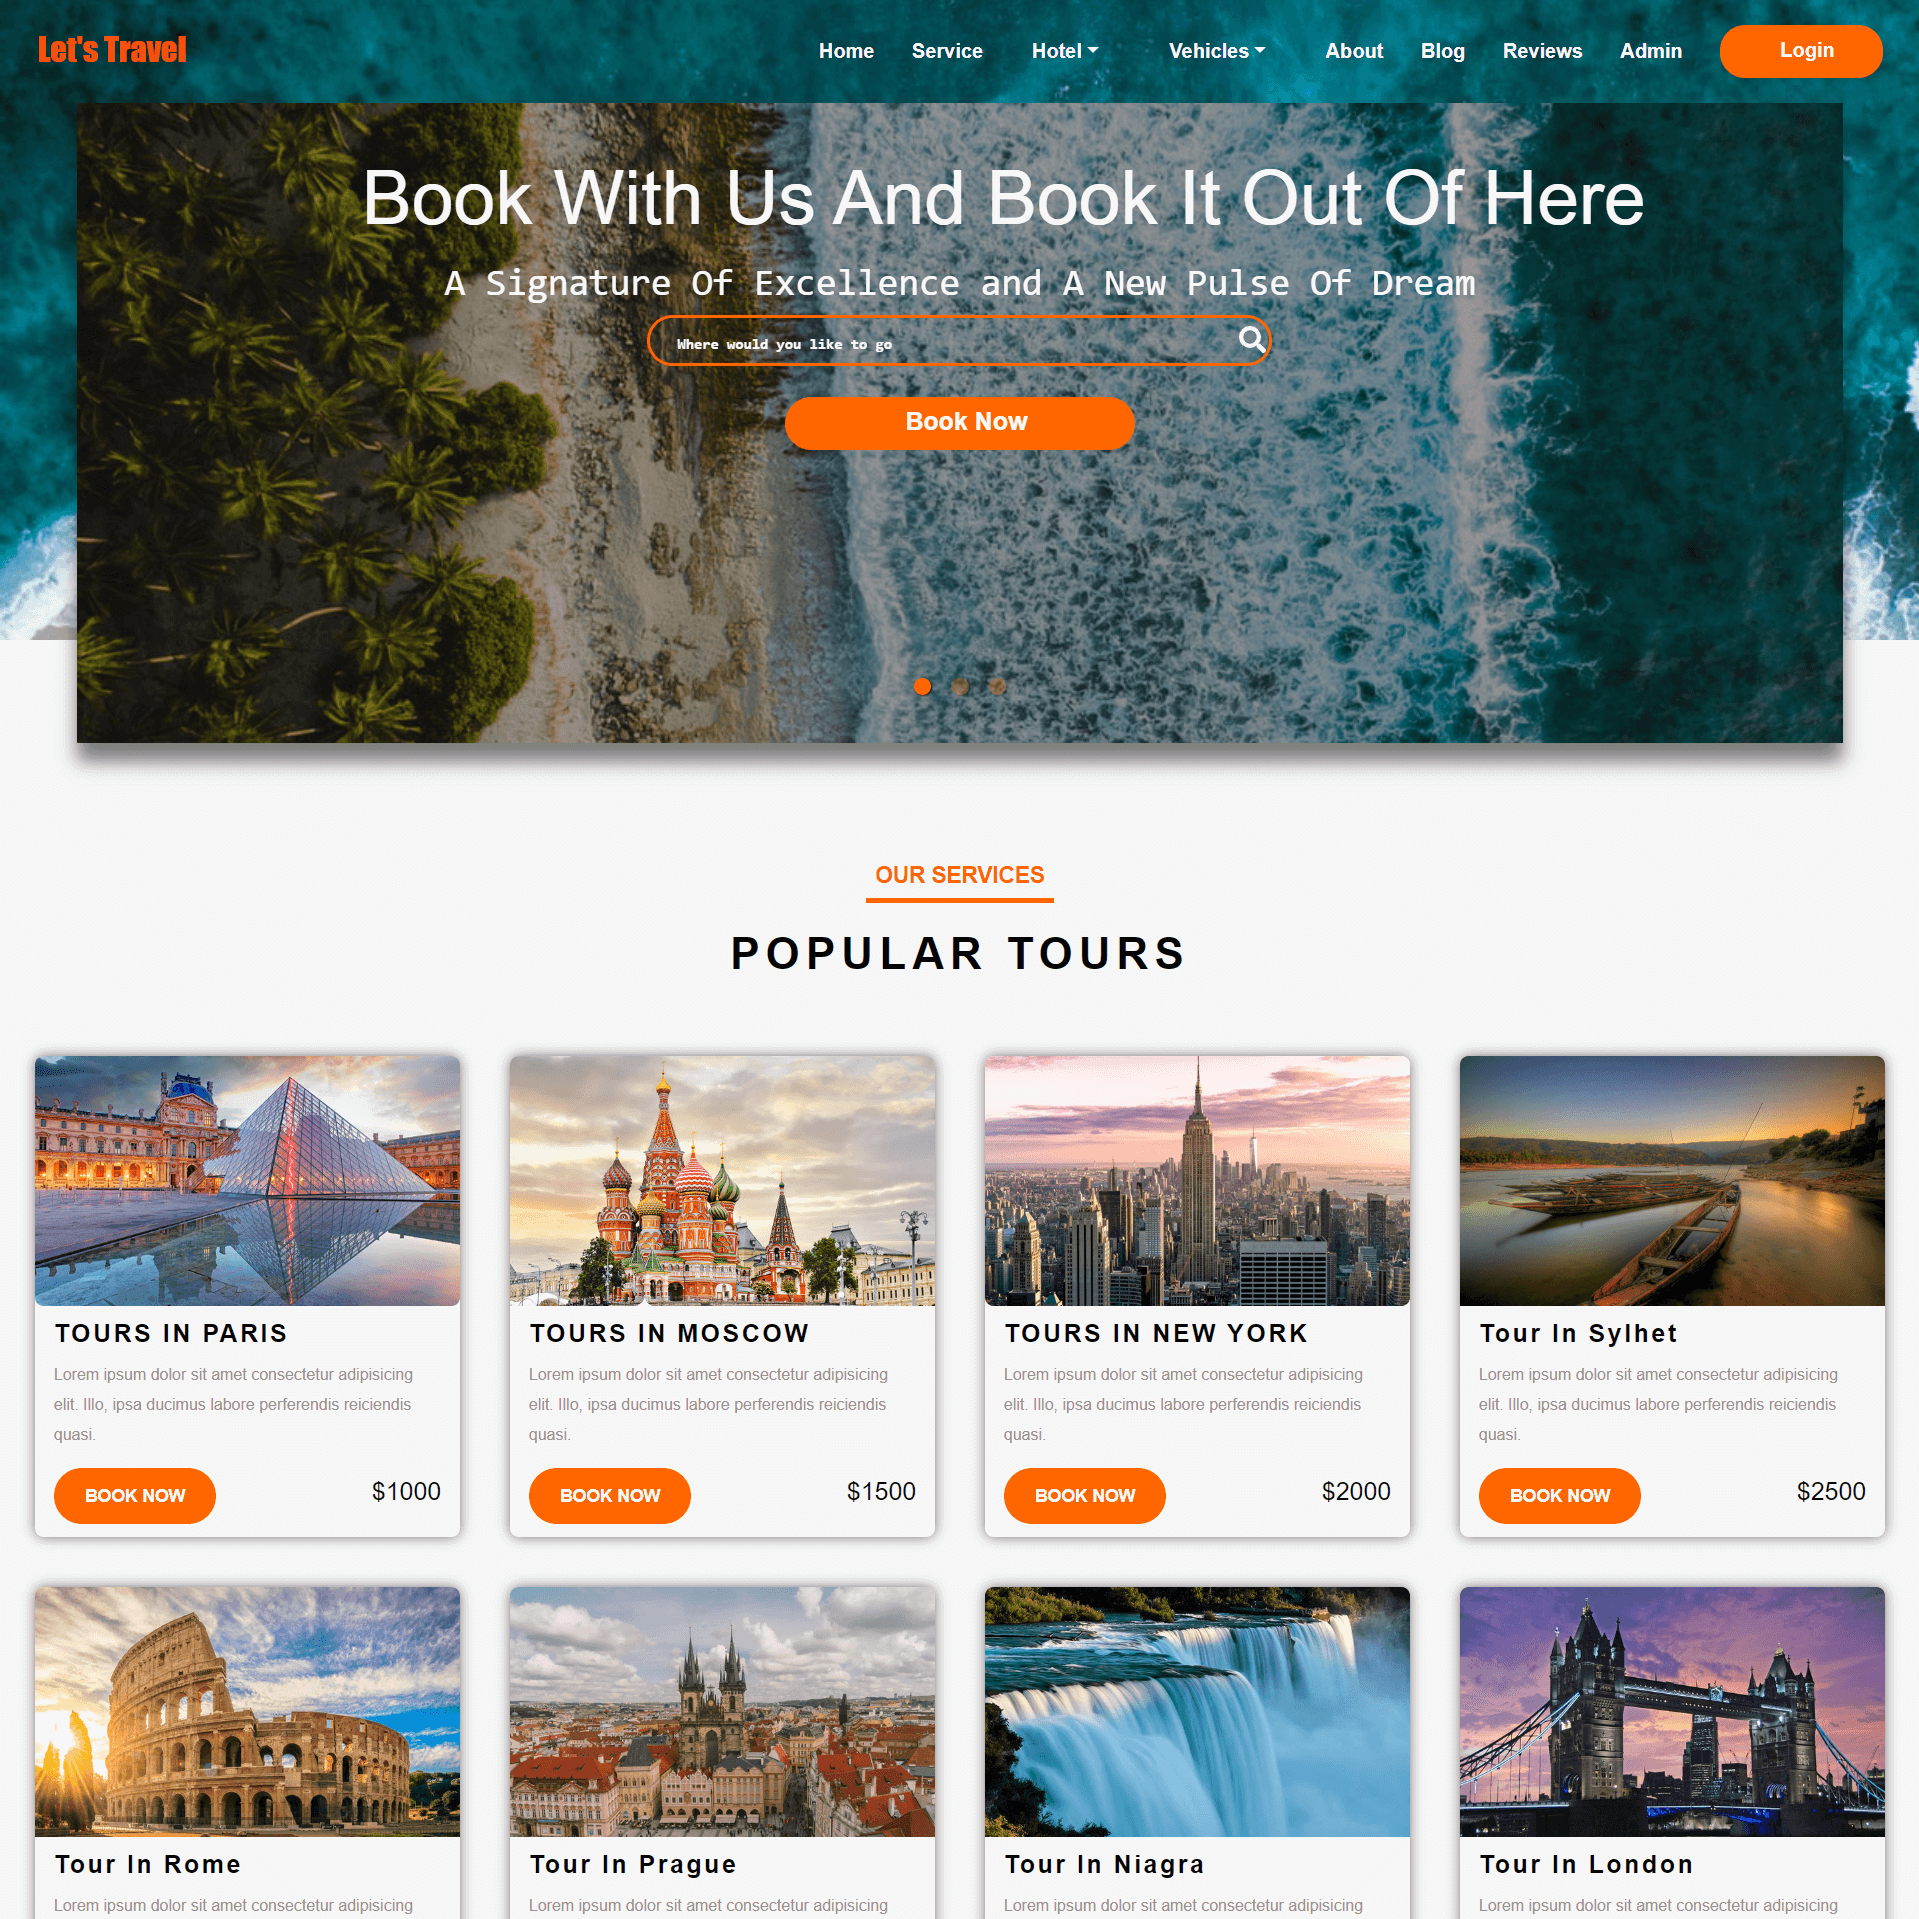 Let's Travel
Home Service Hotel Vehicles About Blog Reviews Admin Login
Book With Us And Book It Out Of Here
A Signature Of Excellence and A New Pulse Of Dream
Where would you like to go
Book Now
OUR SERVICES
POPULAR TOURS
TOURS IN PARIS
Lorem ipsum dolor sit amet consectetur adipisicing
elit. Illo, ipsa ducimus labore perferendis reiciendis
quasi.
BOOK NOW $1000
TOURS IN MOSCOW
Lorem ipsum dolor sit amet consectetur adipisicing
elit. Illo, ipsa ducimus labore perferendis reiciendis
quasi.
BOOK NOW $1500
TOURS IN NEW YORK
Lorem ipsum dolor sit amet consectetur adipisicing
elit. Illo, ipsa ducimus labore perferendis reiciendis
quasi.
BOOK NOW $2000
Tour In Sylhet
Lorem ipsum dolor sit amet consectetur adipisicing
elit. Illo, ipsa ducimus labore perferendis reiciendis
quasi.
BOOK NOW $2500
Tour In Rome
Lorem ipsum dolor sit amet consectetur adipisicing
Tour In Prague
Lorem ipsum dolor sit amet consectetur adipisicing
Tour In Niagra
Lorem ipsum dolor sit amet consectetur adipisicing
Tour In London
Lorem ipsum dolor sit amet consectetur adipisicing